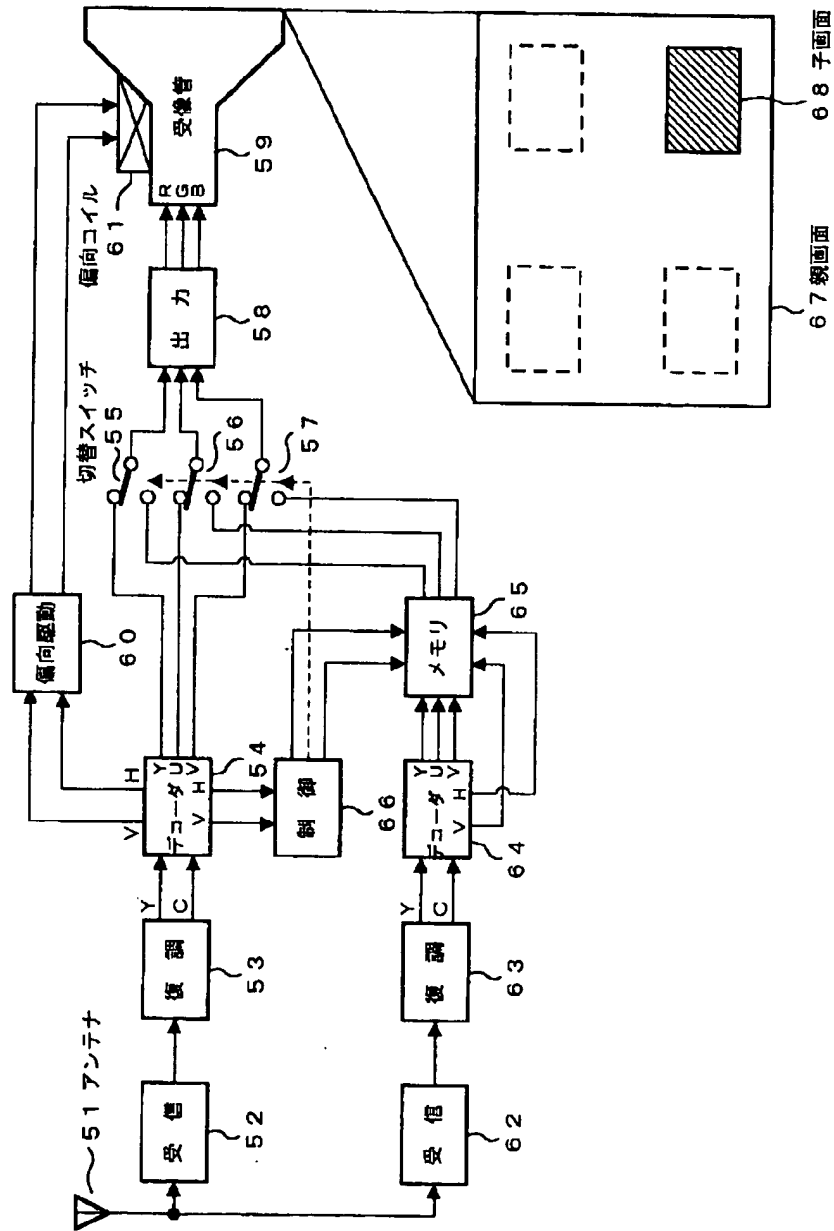 51 アンテナ
受信
52
復調
53
Y
C
デコーダ
V
H
Y
U
V
H
V
54
偏向駆動
60
切替スイッチ
55
56
57
出力
58
偏向コイル
61
R
G
B
受像管
59
受信
62
復調
63
Y
C
デコーダ
Y
U
V
H
V
64
制御
66
メモリ
65
67 親画面
68 子画面